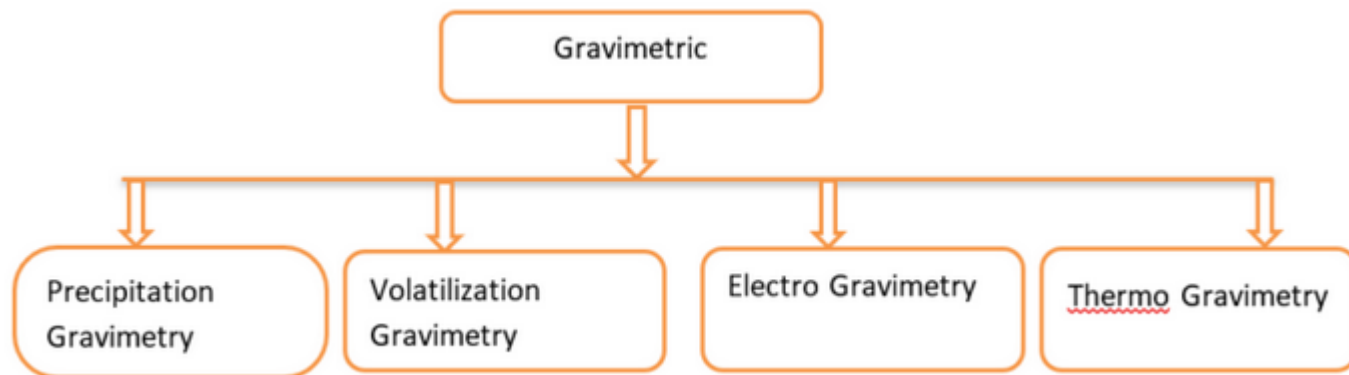 Gravimetric
Precipitation
Gravimetry
Volatilization
Gravimetry
Electro Gravimetry
Thermo Gravimetry